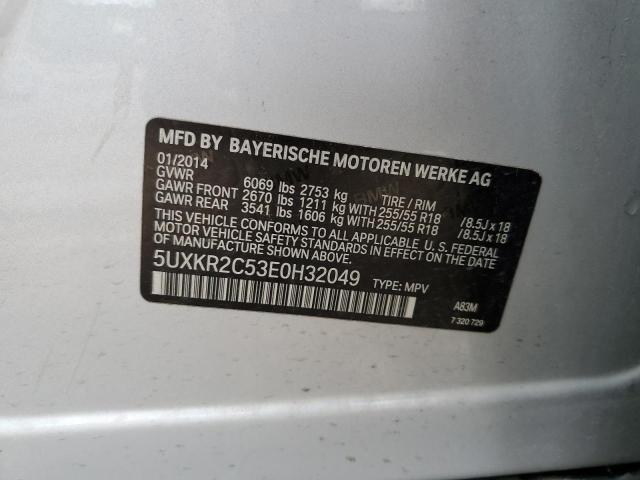 MFD BY BAYERISCHE MOTOREN WERKE AG
01/2014
GVWR 6069 lbs 2753 kg TIRE / RIM
GAWR FRONT 2670 lbs 1211 kg WITH 255/55 R18 /8.5J x 18
GAWR REAR 3541 lbs 1606 kg WITH 255/55 R18 /8.5J x 18
THIS VEHICLE CONFORMS TO ALL APPLICABLE U.S. FEDERAL
MOTOR VEHICLE SAFETY STANDARDS IN EFFECT ON THE DATE
OF MANUFACTURE SHOWN ABOVE.
5UXKR2C53E0H32049 TYPE: MPV
A83M
7 320 729